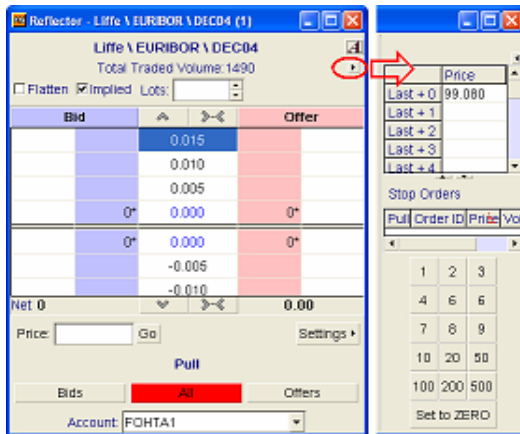 Reflector - Liffe \ EURIBOR \ DEC04 (1)
Liffe \ EURIBOR \ DEC04
Total Traded Volume:1490
Flatten Implied Lots:
Bid Offer
0.015
0.010
0.005
0* 0.000 0*
0* 0.000 0*
-0.005
-0.010
Net 0 0.00
Price: Go Settings
Pull
Bids All Offers
Account: FOHTA1
Price
Last + 0 99.080
Last + 1
Last + 2
Last + 3
Last + 4
Stop Orders
Pull Order ID Price Vo
1 2 3
4 6 6
7 8 9
10 20 50
100 200 500
Set to ZERO